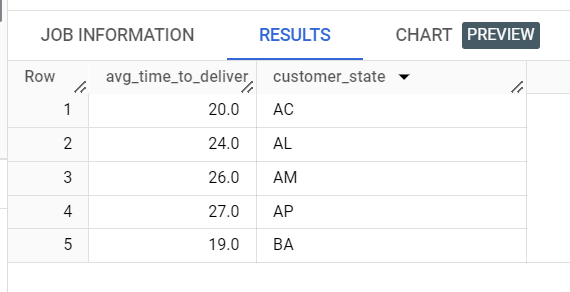 JOB INFORMATION RESULTS CHART PREVIEW
Row avg_time_to_deliver customer_state
1 20.0 AC
2 24.0 AL
3 26.0 AM
4 27.0 AP
5 19.0 BA